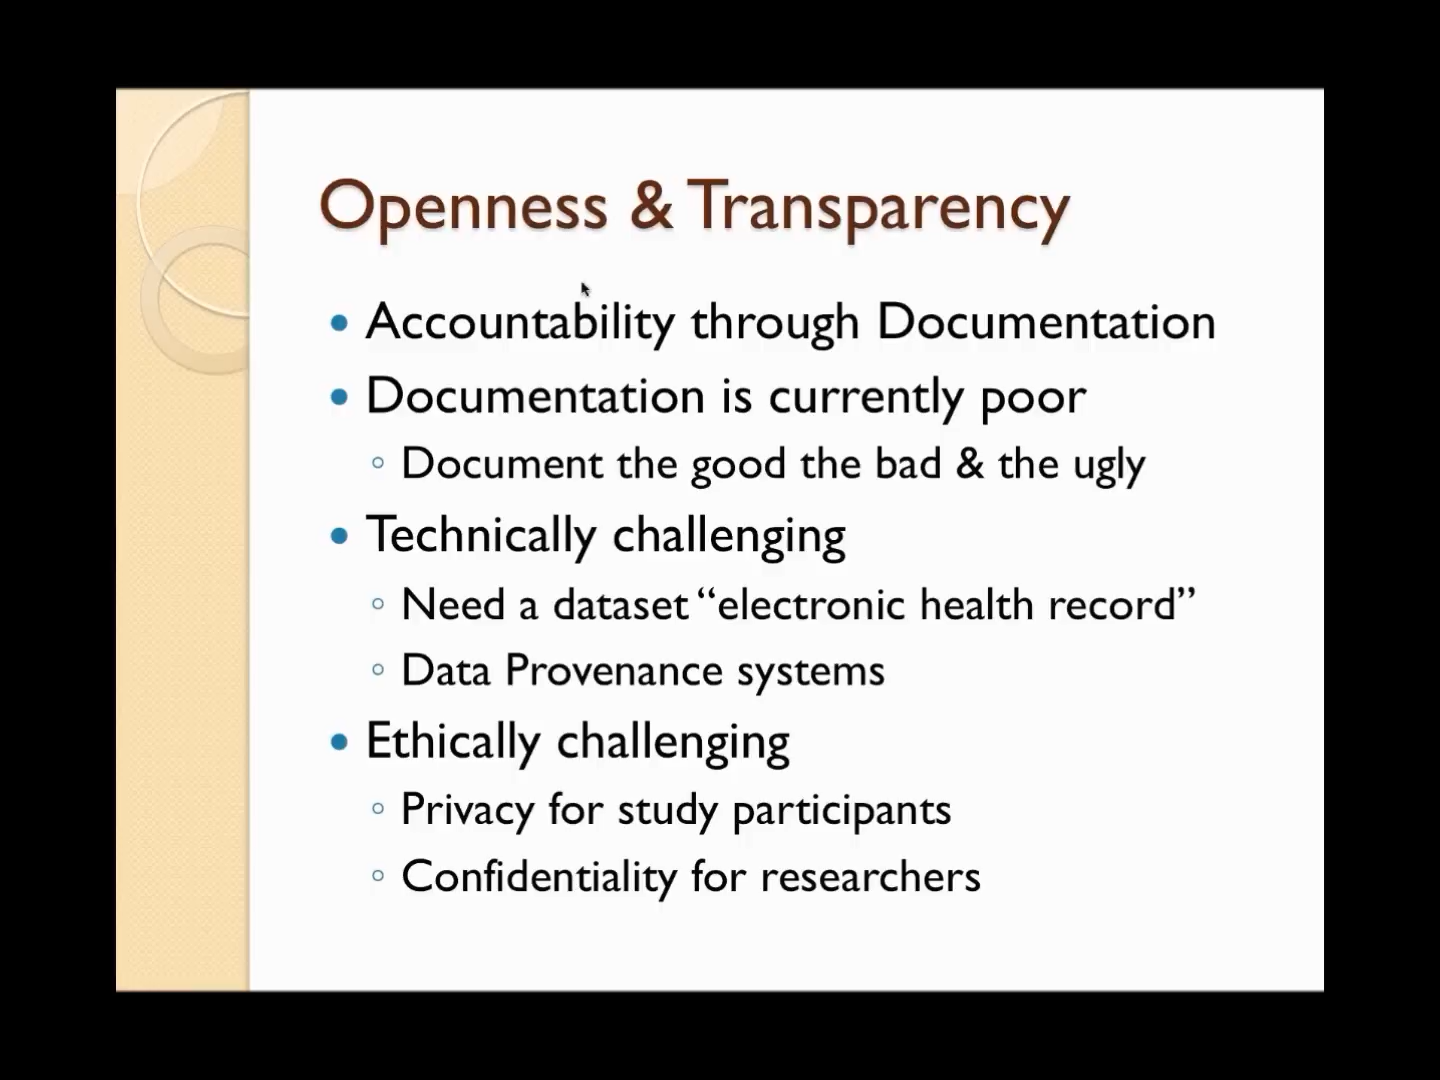 Openness & Transparency
Accountability through Documentation
Documentation is currently poor
Document the good the bad & the ugly
Technically challenging
Need a dataset “electronic health record”
Data Provenance systems
Ethically challenging
Privacy for study participants
Confidentiality for researchers